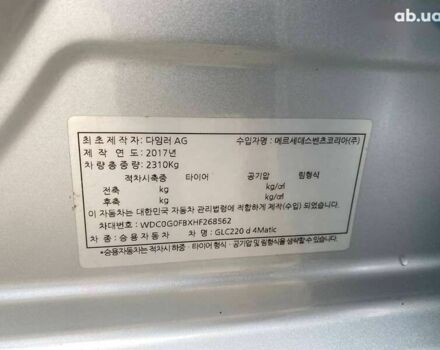 ab.ua
최초제작자: 다임러 AG 수입자명 : 메르세데스벤츠코리아(주)
제 작 연 도: 2017년
차량총중량: 2310Kg
적차시축중 타이어 공기압 림형식
전축 kg kg/㎠
후축 kg kg/㎠
이 자동차는 대한민국 자동차 관리법령에 적합하게 제작(수입) 되었음.
차대번호: WDC0G0FBXHF268562
차 종: 승용자동차 차 명: GLC220 d 4Matic
*승용자동차는 적차시 하중 · 타이어 형식 · 공기압 및 림형식을 생략할 수 있습니다.